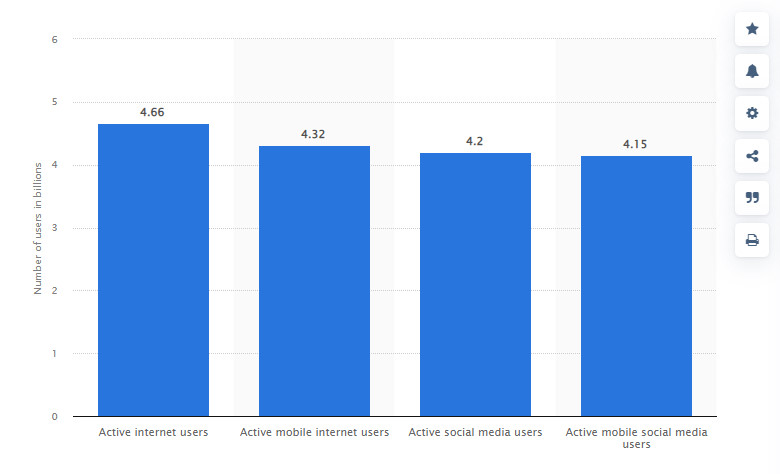 6
5
4
3
2
1
0
Number of users in billions
4.66
4.32
4.2
4.15
Active internet users
Active mobile internet users
Active social media users
Active mobile social media
users